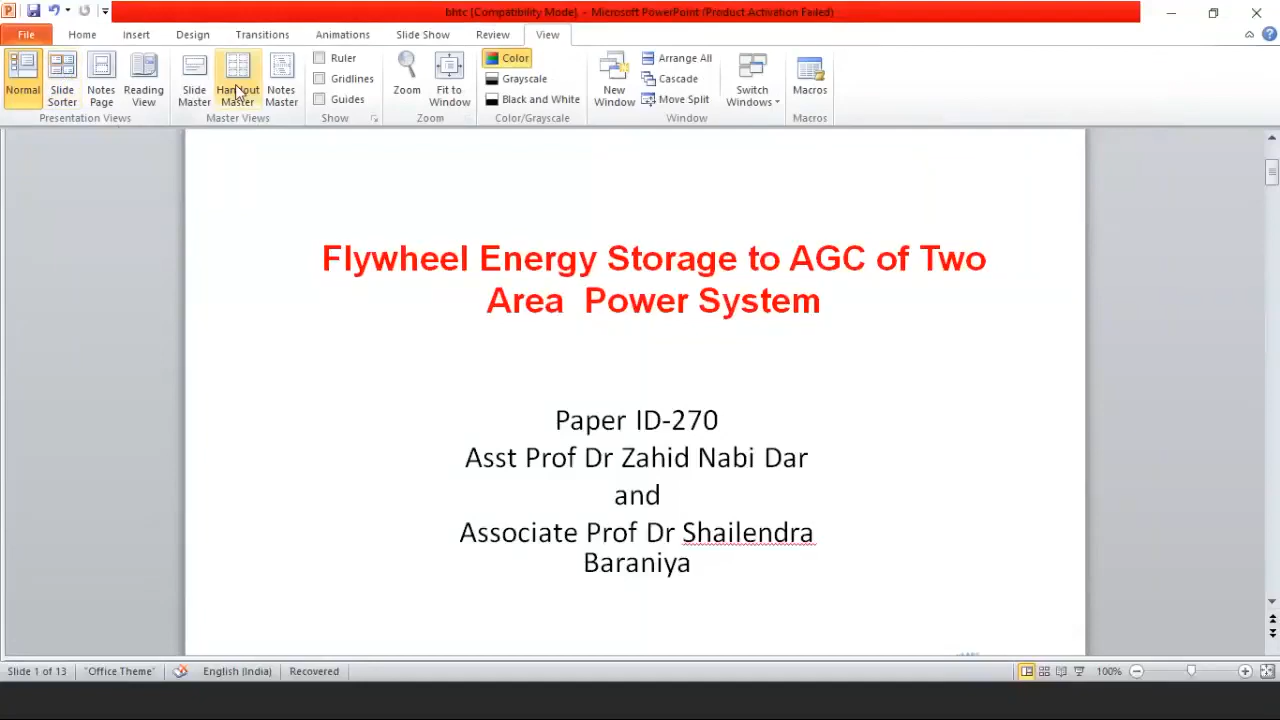 bhtc [Compatibility Mode] - Microsoft PowerPoint (Product Activation Failed)
File Home Insert Design Transitions Animations Slide Show Review View
Normal Slide Sorter Notes Page Reading View
Presentation Views
Slide Master Handout Master Notes Master
Master Views
Ruler
Gridlines
Guides
Show
Zoom Fit to Window
Zoom
Color
Grayscale
Black and White
Color/Grayscale
New Window
Arrange All
Cascade
Move Split
Switch Windows
Window
Macros
Macros
Flywheel Energy Storage to AGC of Two
Area Power System
Paper ID-270
Asst Prof Dr Zahid Nabi Dar
and
Associate Prof Dr Shailendra
Baraniya
Slide 1 of 13 "Office Theme" English (India) Recovered 100%